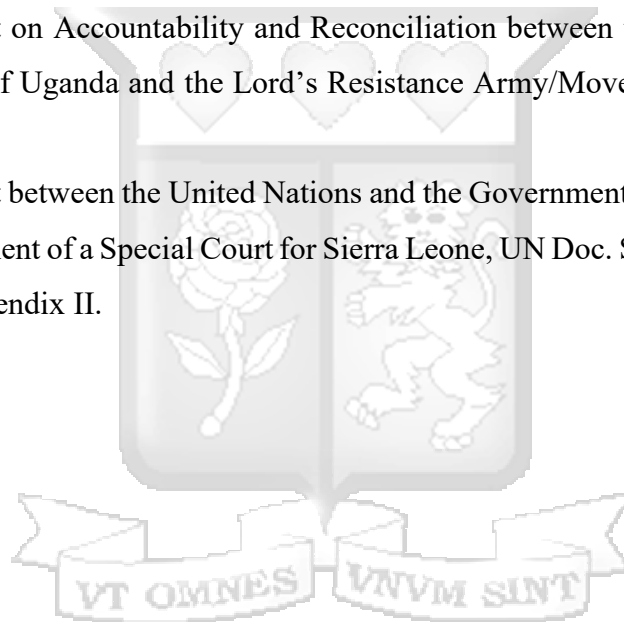 on Accountability and Reconciliation between
f Uganda and the Lord’s Resistance Army/Move
between the United Nations and the Government
ent of a Special Court for Sierra Leone, UN Doc. S
endix II.
VT OMNES VNVM SINT